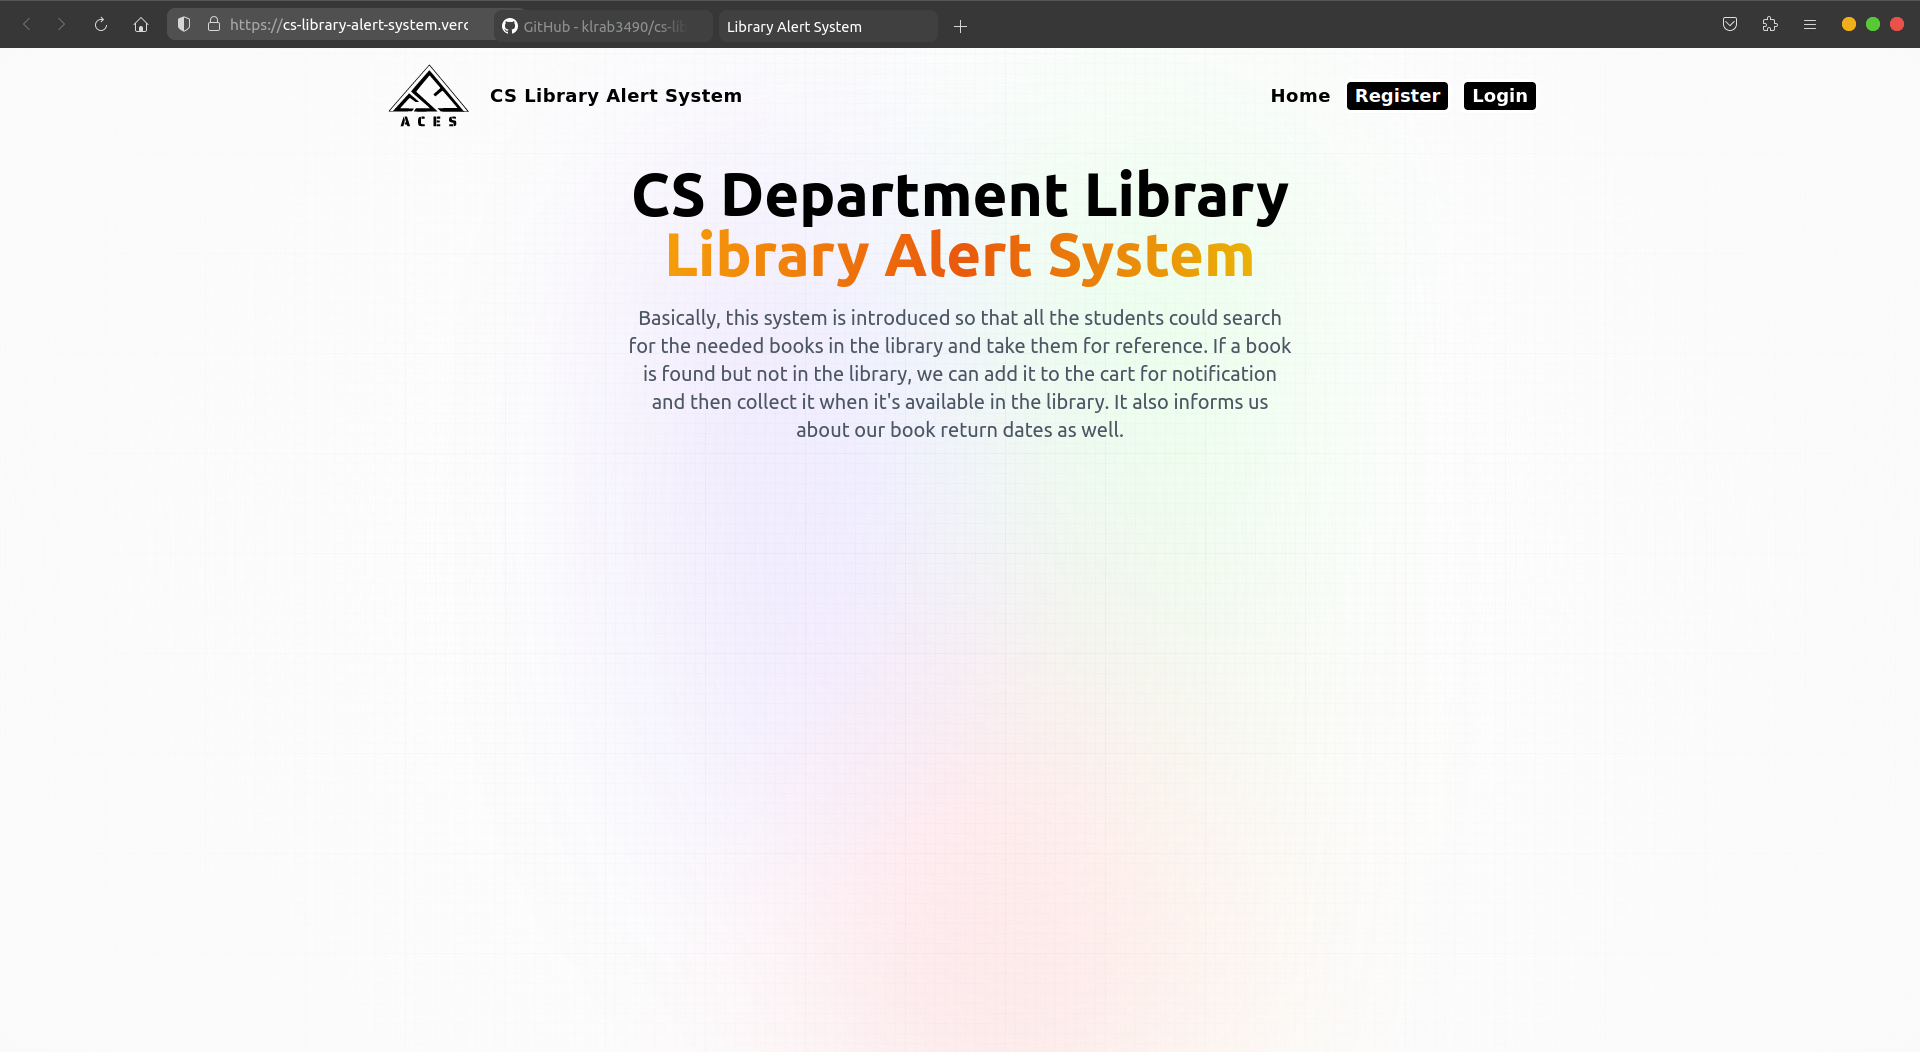 https://cs-library-alert-system.verc
GitHub - klrab3490/cs-lib
Library Alert System
ACES
CS Library Alert System
Home
Register
Login
CS Department Library
Library Alert System
Basically, this system is introduced so that all the students could search
for the needed books in the library and take them for reference. If a book
is found but not in the library, we can add it to the cart for notification
and then collect it when it's available in the library. It also informs us
about our book return dates as well.